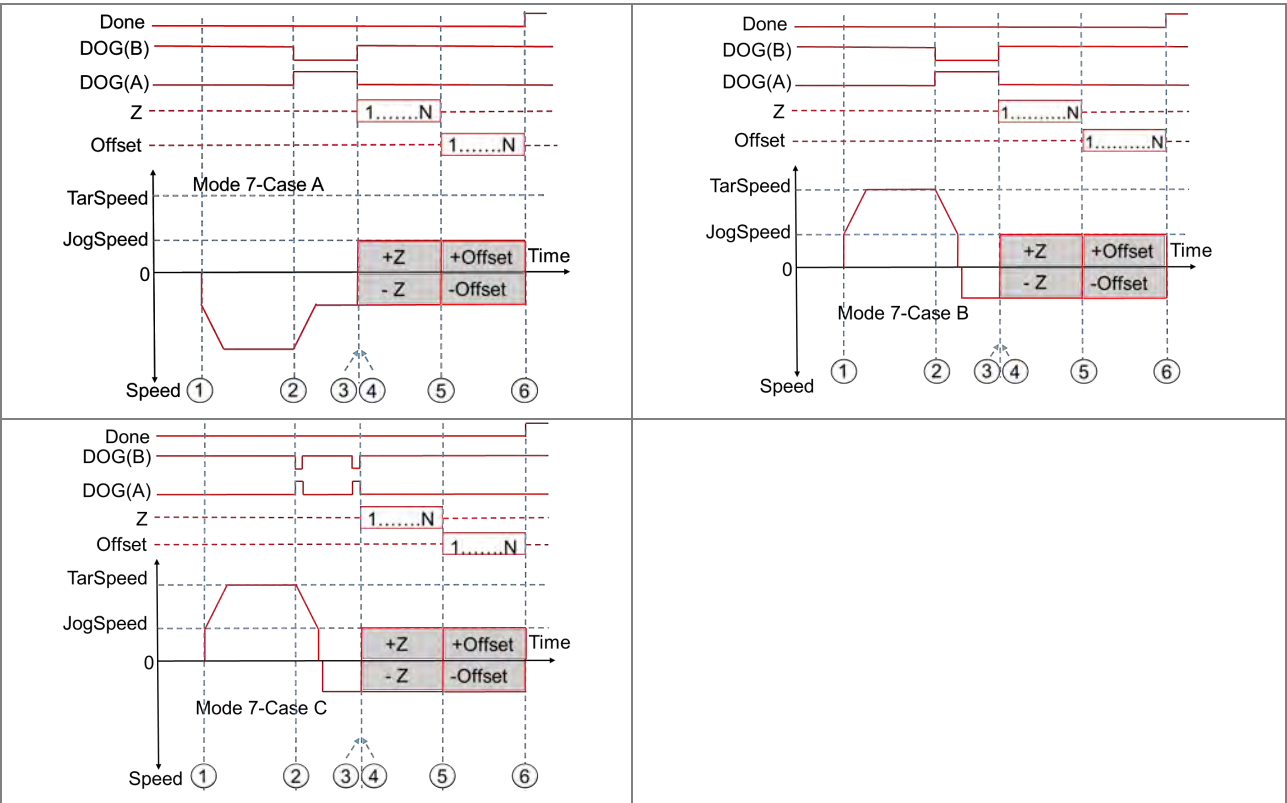 Done
DOG(B)
DOG(A)
Z
1.......N
Offset
1.......N
Mode 7-Case A
TarSpeed
JogSpeed
+Z +Offset Time
0
- Z -Offset
Speed ① ② ③ ④ ⑤ ⑥
Done
DOG(B)
DOG(A)
Z
1.........N
Offset
1..........N
TarSpeed
JogSpeed
+Z +Offset Time
0
- Z -Offset
Mode 7-Case B
Speed ① ② ③ ④ ⑤ ⑥
Done
DOG(B)
DOG(A)
Z
1.......N
Offset
1.......N
TarSpeed
JogSpeed
+Z +Offset Time
0
- Z -Offset
Mode 7-Case C
Speed ① ② ③ ④ ⑤ ⑥